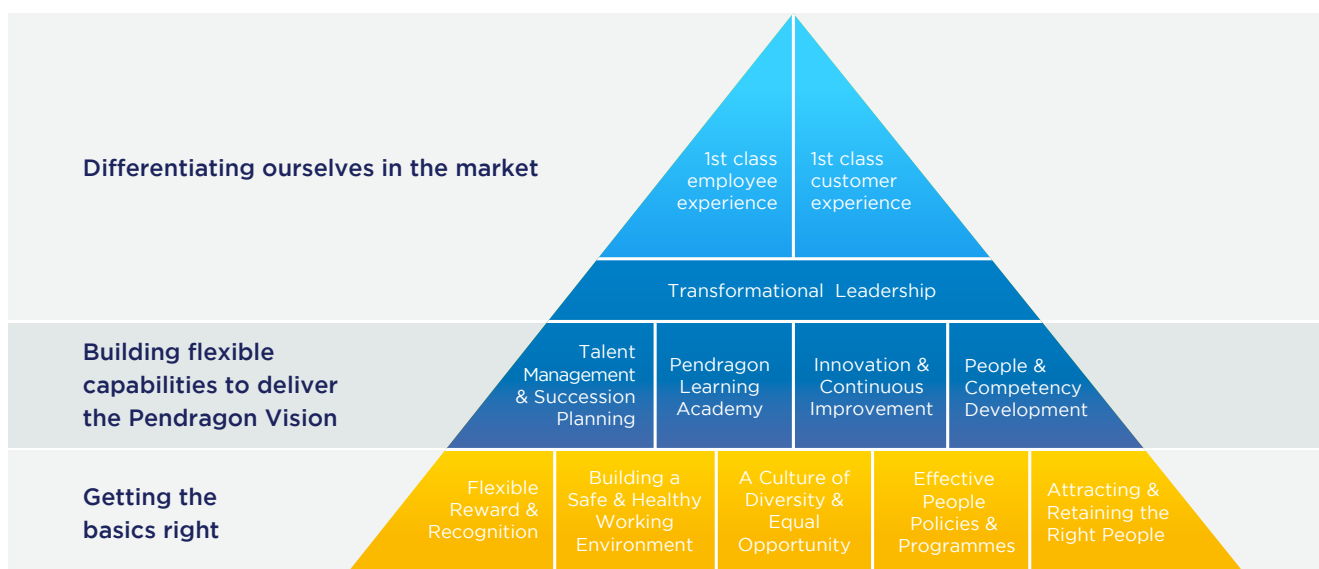 Differentiating ourselves in the market
1st class
employee
experience
1st class
customer
experience
Transformational Leadership
Building flexible
capabilities to deliver
the Pendragon Vision
Talent
Management
& Succession
Planning
Pendragon
Learning
Academy
Innovation &
Continuous
Improvement
People &
Competency
Development
Getting the
basics right
Flexible
Reward &
Recognition
Building a
Safe & Healthy
Working
Environment
A Culture of
Diversity &
Equal
Opportunity
Effective
People
Policies &
Programmes
Attracting &
Retaining the
Right People